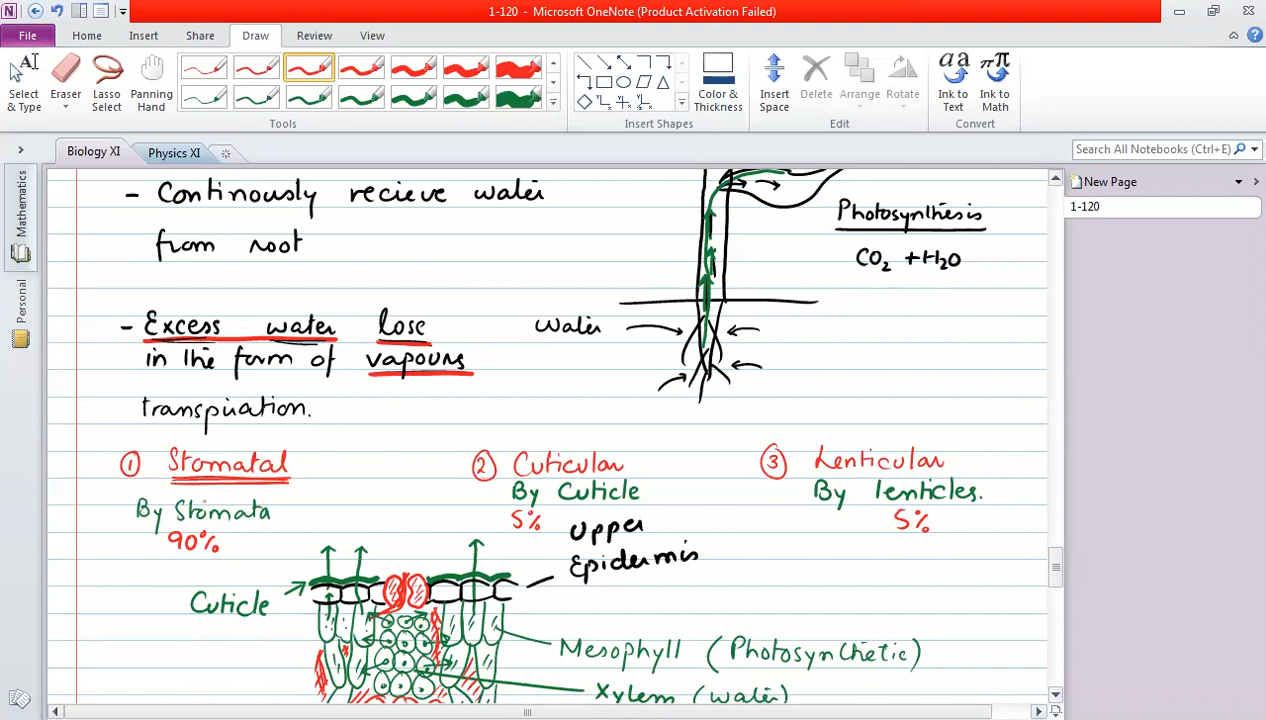 1-120 - Microsoft OneNote (Product Activation Failed)
File Home Insert Share Draw Review View
Select & Type
Eraser
Lasso Select
Panning Hand
Color & Thickness
Insert Space
Delete
Arrange
Rotate
Ink to Text
Ink to Math
Tools
Insert Shapes
Edit
Convert
Biology XI
Physics XI
Search All Notebooks (Ctrl+E)
New Page
1-120
Mathematics
Personal
- Continously recieve water
from root
Photosynthesis
CO2 + H2O
- Excess water lose
in the form of vapours
transpiration.
water
① Stomatal
By Stomata
90%
② Cuticular
By Cuticle
5%
③ Lenticular
By lenticles.
5%
Upper
Epidermis
Cuticle
Mesophyll (Photosynthetic)
Xylem (water)